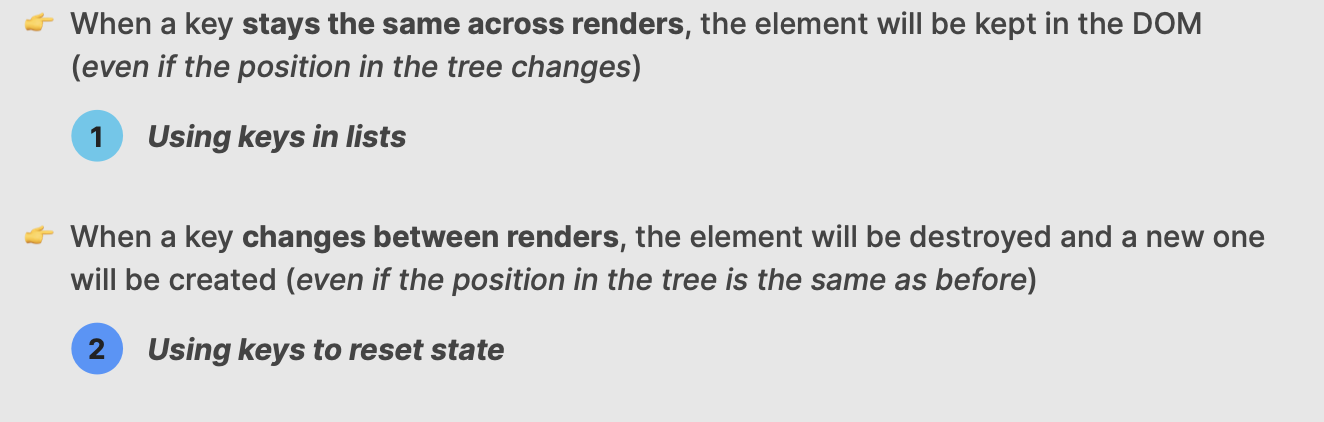 👉 When a key stays the same across renders, the element will be kept in the DOM
(even if the position in the tree changes)
1 Using keys in lists
👉 When a key changes between renders, the element will be destroyed and a new one
will be created (even if the position in the tree is the same as before)
2 Using keys to reset state